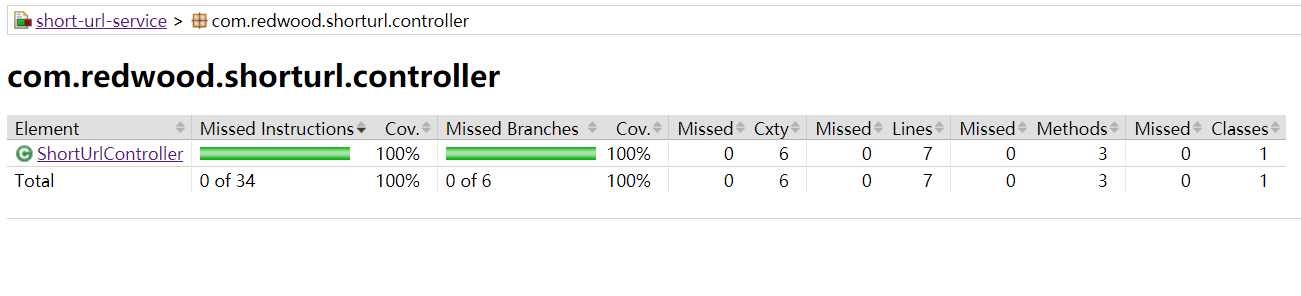 short-url-service > com.redwood.shorturl.controller
com.redwood.shorturl.controller
Element Missed Instructions Cov. Missed Branches Cov. Missed Cxty Missed Lines Missed Methods Missed Classes
C ShortUrlController 100% 100% 0 6 0 7 0 3 0 1
Total 0 of 34 100% 0 of 6 100% 0 6 0 7 0 3 0 1